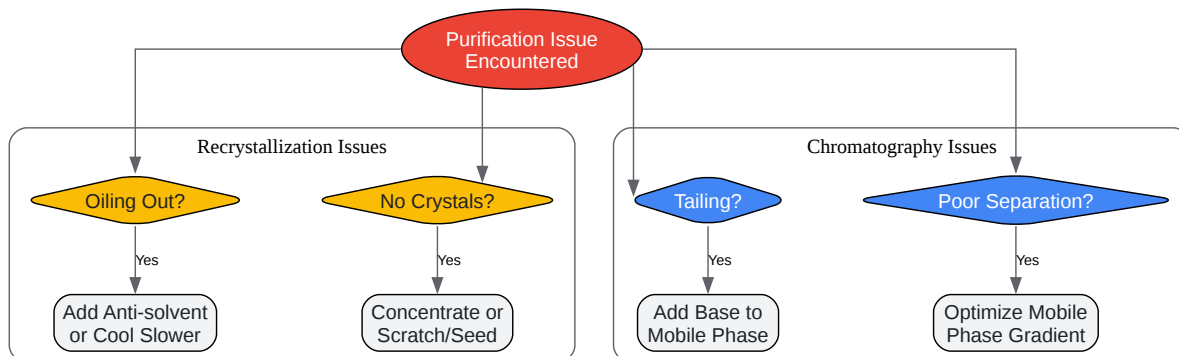 Purification Issue
Encountered
Recrystallization Issues
Chromatography Issues
Oiling Out?
No Crystals?
Tailing?
Poor Separation?
Yes
Yes
Yes
Yes
Add Anti-solvent
or Cool Slower
Concentrate or
Scratch/Seed
Add Base to
Mobile Phase
Optimize Mobile
Phase Gradient